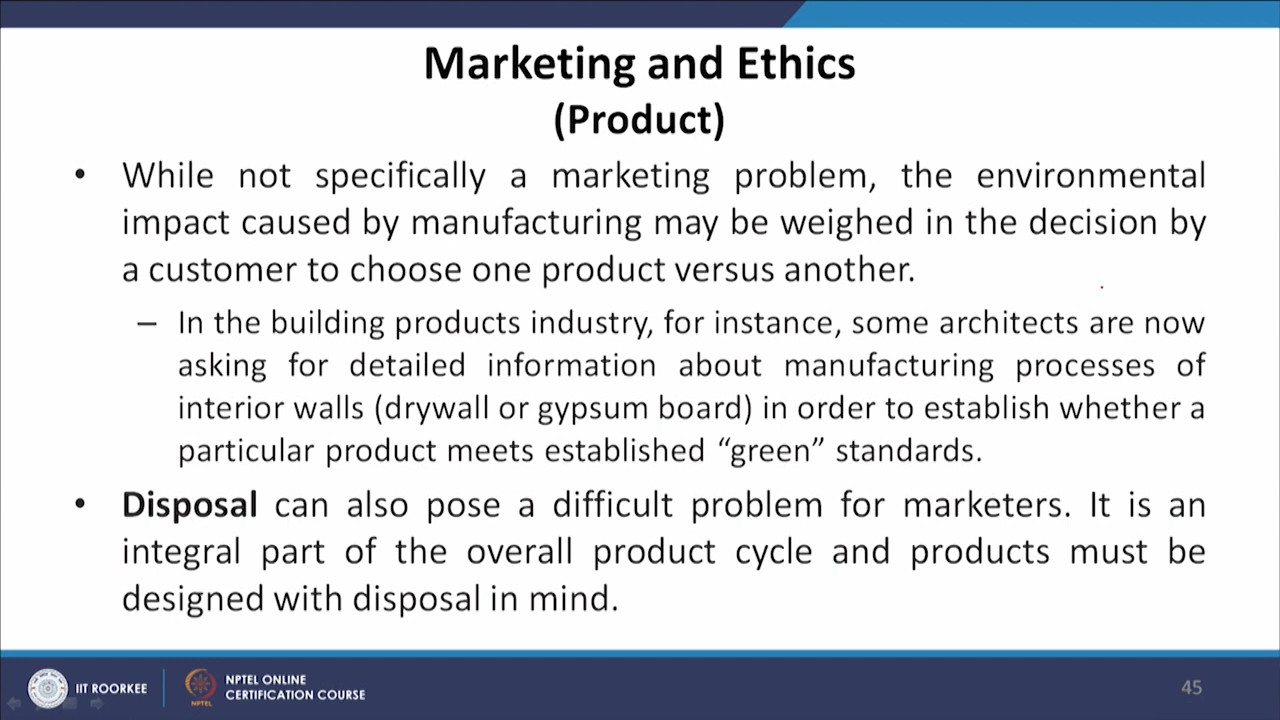 Marketing and Ethics
(Product)
• While not specifically a marketing problem, the environmental
impact caused by manufacturing may be weighed in the decision by
a customer to choose one product versus another.
– In the building products industry, for instance, some architects are now
asking for detailed information about manufacturing processes of
interior walls (drywall or gypsum board) in order to establish whether a
particular product meets established “green” standards.
• Disposal can also pose a difficult problem for marketers. It is an
integral part of the overall product cycle and products must be
designed with disposal in mind.
IIT ROORKEE
NPTEL
NPTEL ONLINE
CERTIFICATION COURSE
45